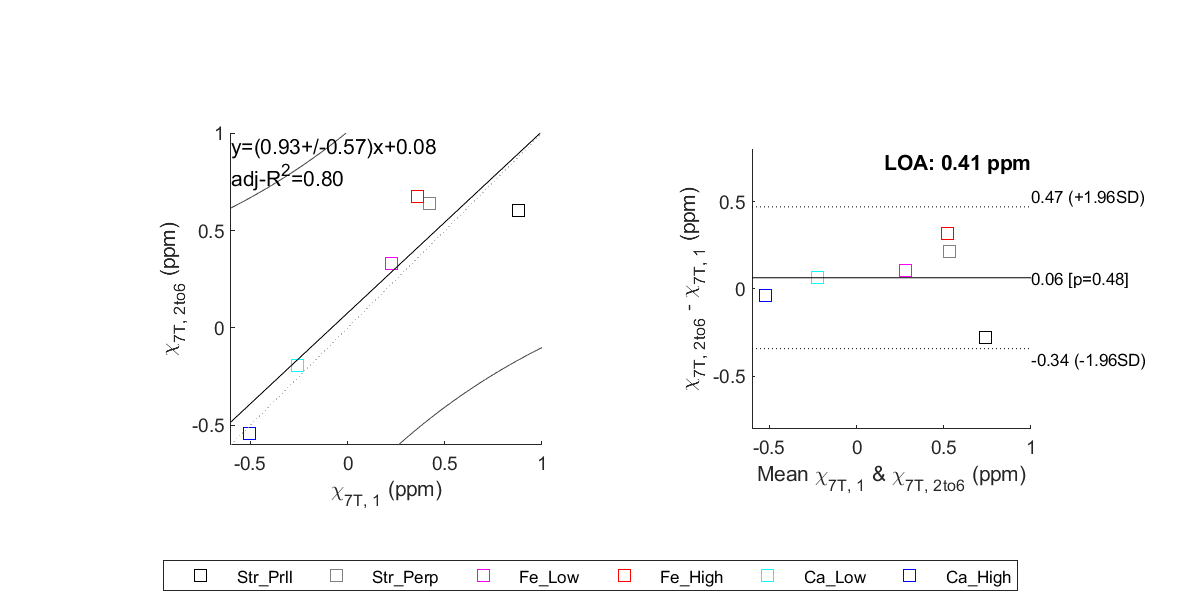 y=(0.93+/-0.57)x+0.08
adj-R2=0.80
1
0.5
0
-0.5
-0.5 0 0.5 1
χ7T, 2to6 (ppm)
χ7T, 1 (ppm)
LOA: 0.41 ppm
0.47 (+1.96SD)
0.06 [p=0.48]
-0.34 (-1.96SD)
0.5
0
-0.5
-0.5 0 0.5 1
χ7T, 2to6 - χ7T, 1 (ppm)
Mean χ7T, 1 & χ7T, 2to6 (ppm)
Str_Prll Str_Perp Fe_Low Fe_High Ca_Low Ca_High